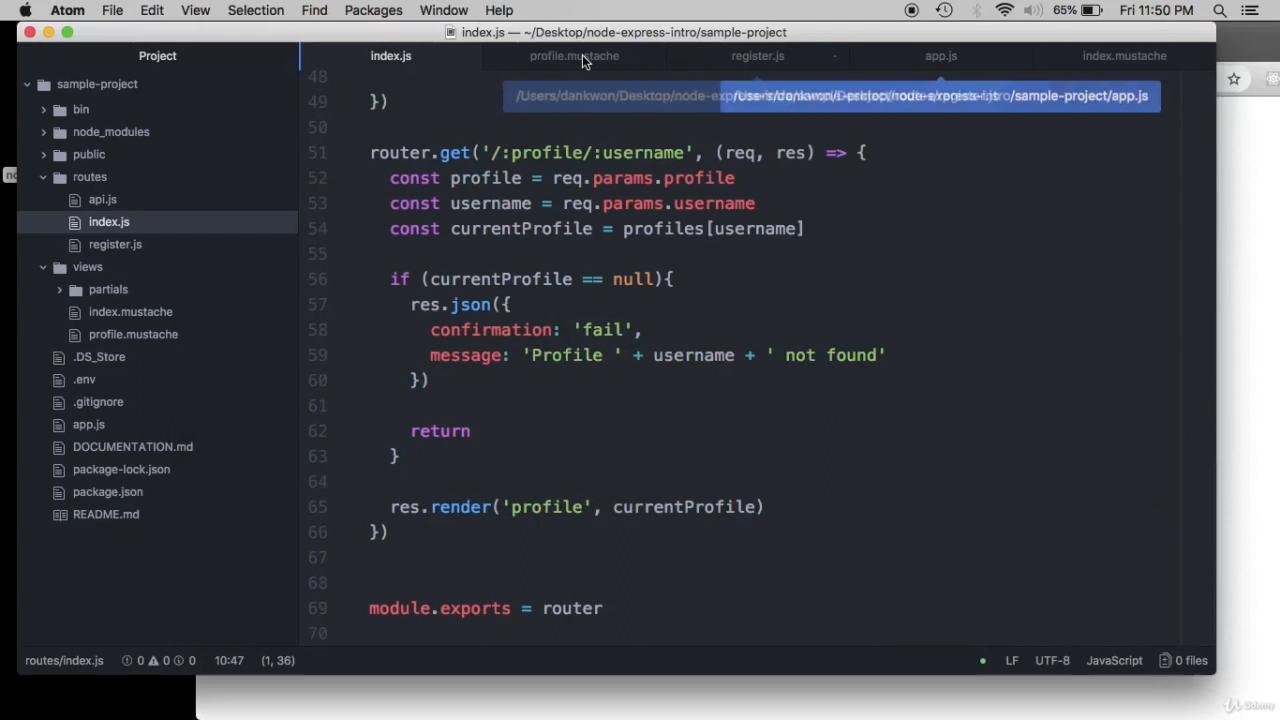 Atom File Edit View Selection Find Packages Window Help 65% Fri 11:50 PM
index.js — ~/Desktop/node-express-intro/sample-project
Project
index.js profile.mustache register.js app.js index.mustache
/sample-project/app.js
sample-project
bin
node_modules
public
routes
api.js
index.js
register.js
views
partials
index.mustache
profile.mustache
.DS_Store
.env
.gitignore
app.js
DOCUMENTATION.md
package-lock.json
package.json
README.md
48
49 })
50
51 router.get('/:profile/:username', (req, res) => {
52 const profile = req.params.profile
53 const username = req.params.username
54 const currentProfile = profiles[username]
55
56 if (currentProfile == null){
57 res.json({
58 confirmation: 'fail',
59 message: 'Profile ' + username + ' not found'
60 })
61
62 return
63 }
64
65 res.render('profile', currentProfile)
66 })
67
68
69 module.exports = router
70
routes/index.js 0 0 0 10:47 (1, 36) LF UTF-8 JavaScript 0 files
Udemy